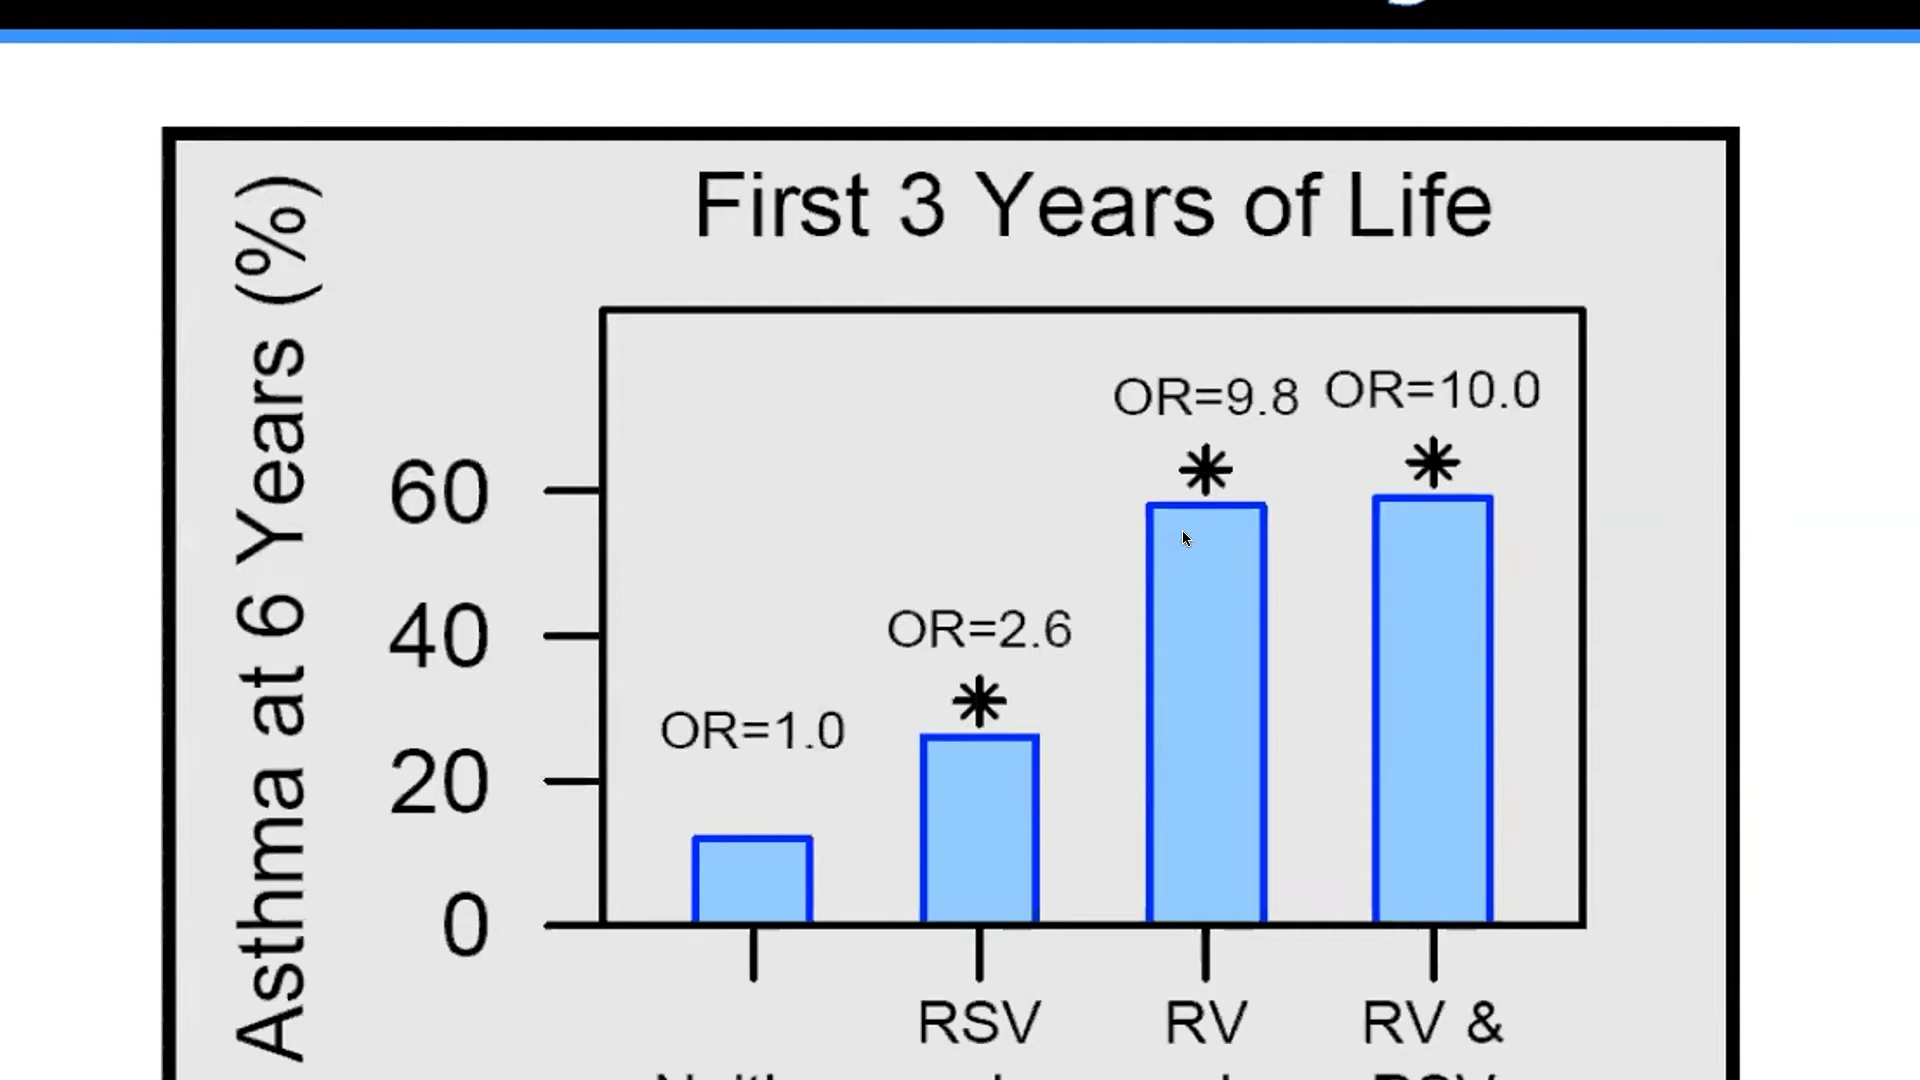 First 3 Years of Life
Asthma at 6 Years (%)
OR=9.8 OR=10.0
60
OR=2.6
40
OR=1.0
20
0
RSV RV RV &